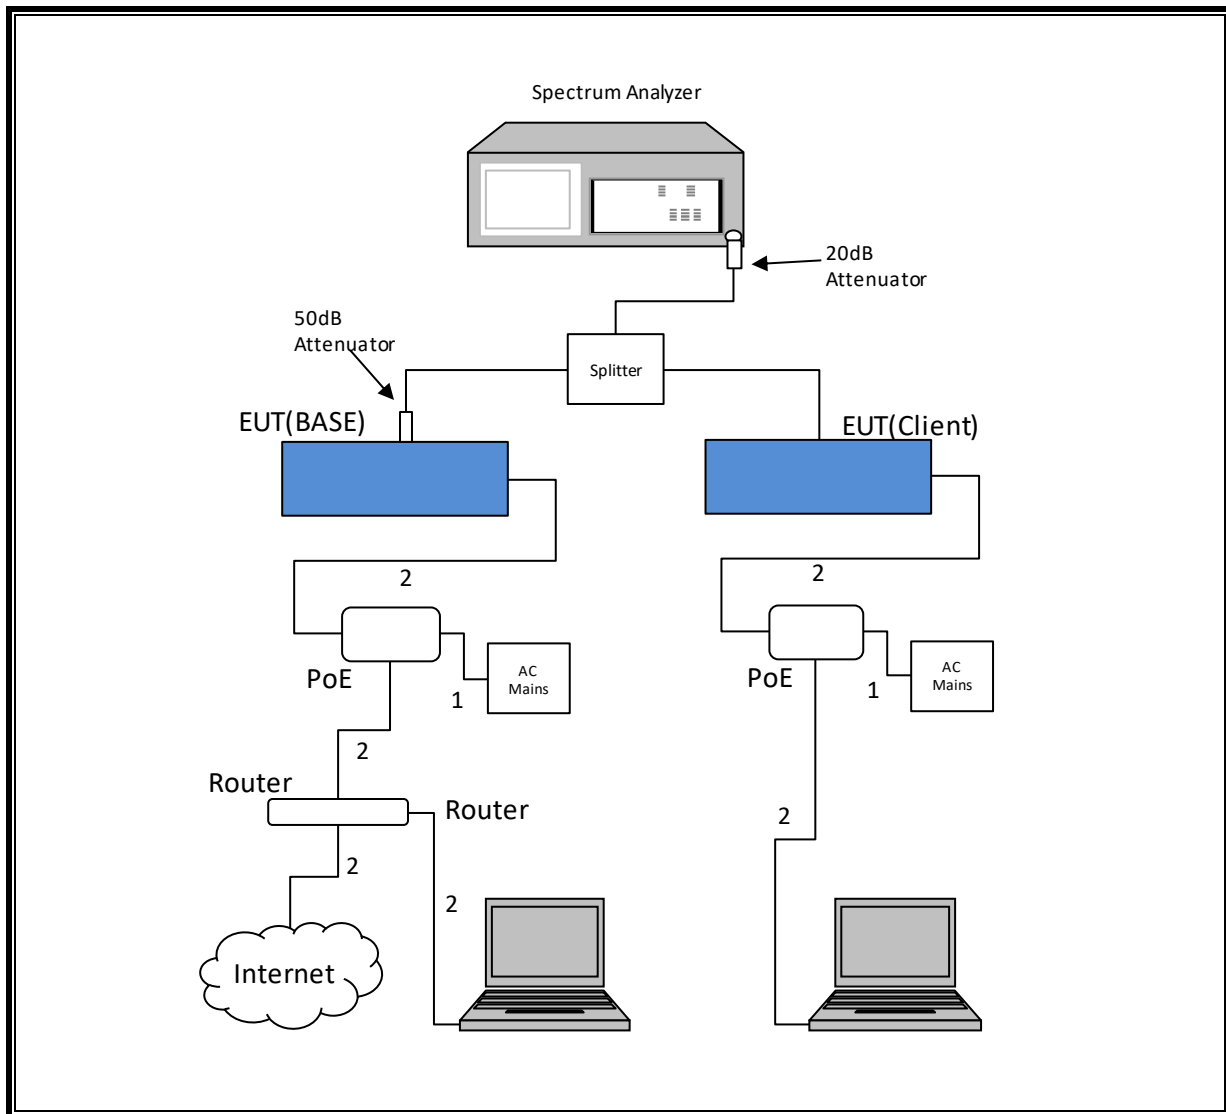 Spectrum Analyzer
20dB
Attenuator
50dB
Attenuator
Splitter
EUT(BASE)
EUT(Client)
2
2
PoE
1
AC
Mains
PoE
1
AC
Mains
2
Router
Router
2
2
2
Internet